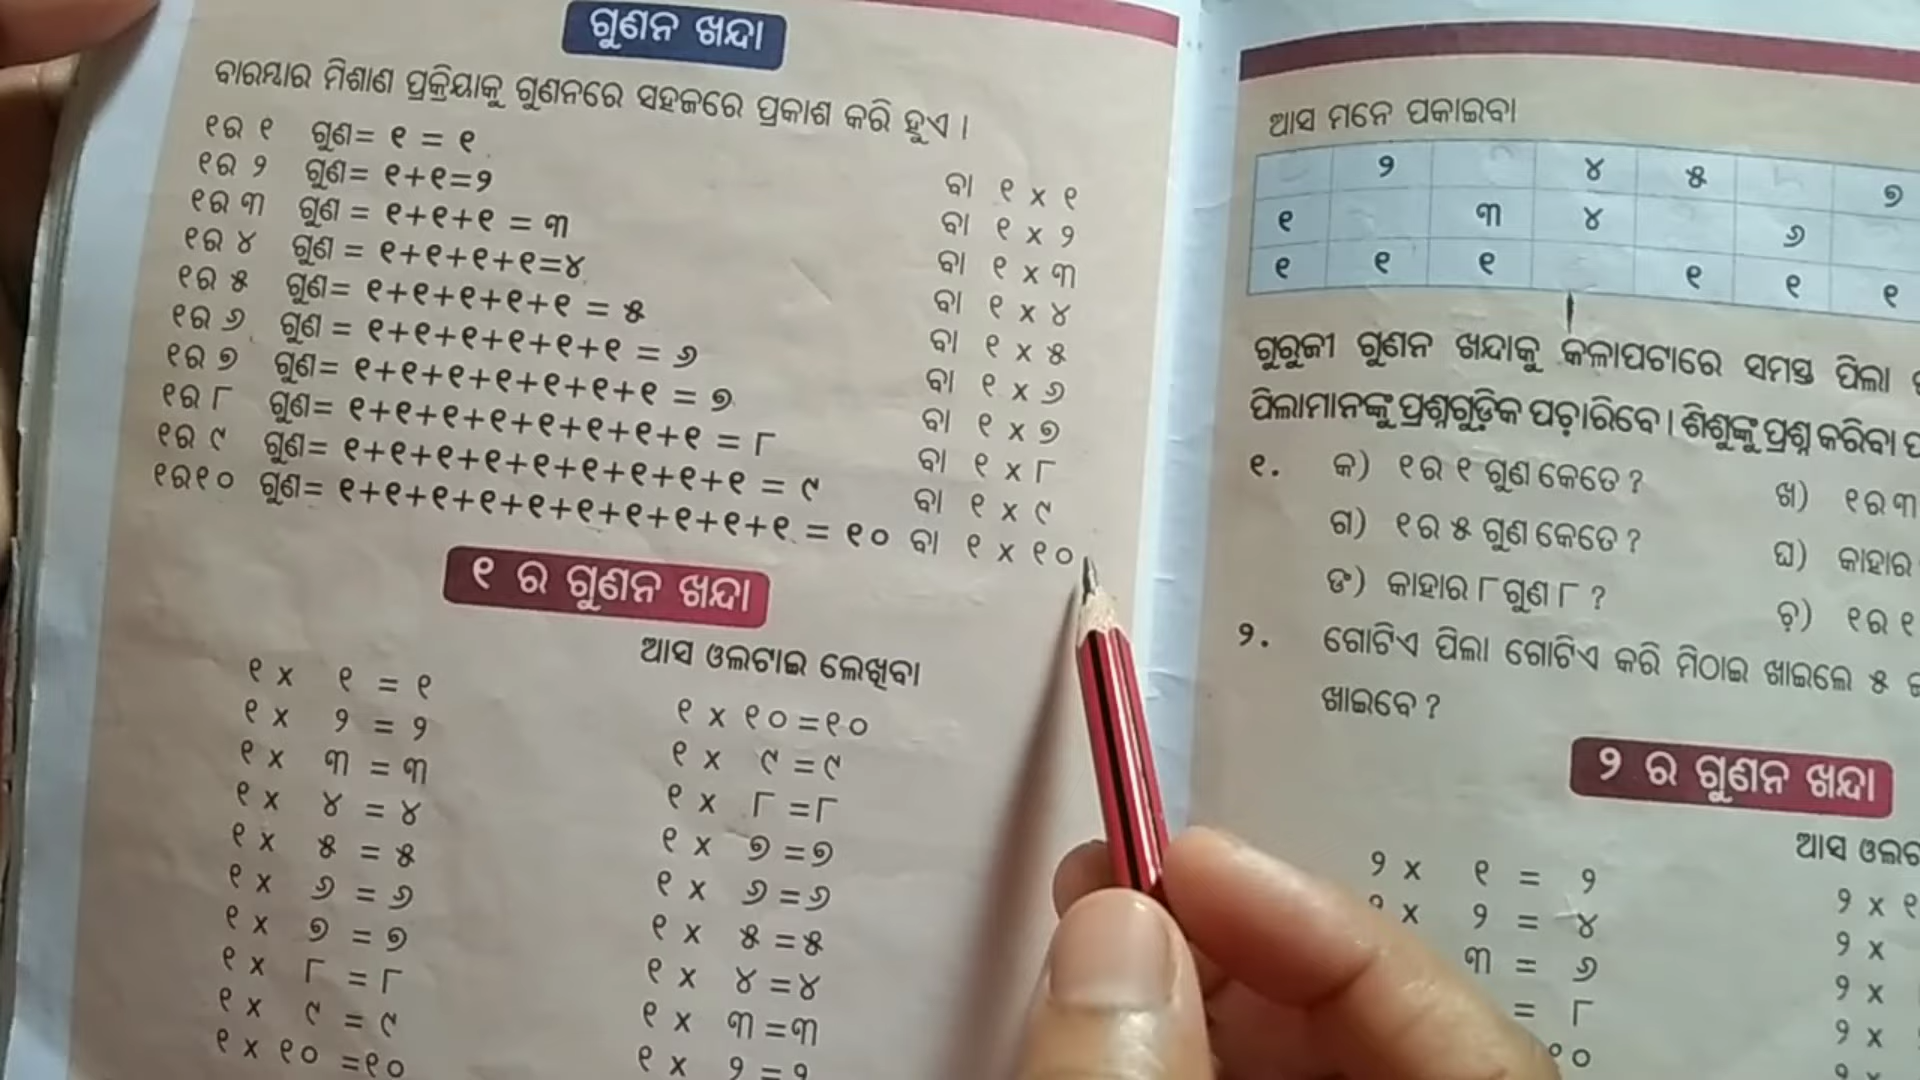 ଗୁଣନ ଖନ୍ଦା
ବାରମ୍ବାର ମିଶାଣ ପ୍ରକ୍ରିୟାକୁ ଗୁଣନରେ ସହଜରେ ପ୍ରକାଶ କରି ହୁଏ ।
୧ର ୧ ଗୁଣ= ୧ = ୧ ବା ୧ x ୧
୧ର ୨ ଗୁଣ= ୧+୧=୨ ବା ୧ x ୨
୧ର ୩ ଗୁଣ = ୧+୧+୧ = ୩ ବା ୧ x ୩
୧ର ୪ ଗୁଣ = ୧+୧+୧+୧=୪ ବା ୧ x ୪
୧ର ୫ ଗୁଣ= ୧+୧+୧+୧+୧ = ୫ ବା ୧ x ୫
୧ର ୬ ଗୁଣ = ୧+୧+୧+୧+୧+୧ = ୬ ବା ୧ x ୬
୧ର ୭ ଗୁଣ= ୧+୧+୧+୧+୧+୧+୧ = ୭ ବା ୧ x ୭
୧ର ୮ ଗୁଣ= ୧+୧+୧+୧+୧+୧+୧+୧ = ୮ ବା ୧ x ୮
୧ର ୯ ଗୁଣ= ୧+୧+୧+୧+୧+୧+୧+୧+୧ = ୯ ବା ୧ x ୯
୧ର୧୦ ଗୁଣ= ୧+୧+୧+୧+୧+୧+୧+୧+୧+୧ = ୧୦ ବା ୧ x ୧୦
୧ ର ଗୁଣନ ଖନ୍ଦା
ଆସ ଓଲଟାଇ ଲେଖିବା
୧ x ୧ = ୧ ୧ x ୧୦ =୧୦
୧ x ୨ = ୨ ୧ x ୯ =୯
୧ x ୩ = ୩ ୧ x ୮ =୮
୧ x ୪ = ୪ ୧ x ୭ =୭
୧ x ୫ = ୫ ୧ x ୬ =୬
୧ x ୬ = ୬ ୧ x ୫ =୫
୧ x ୭ = ୭ ୧ x ୪ =୪
୧ x ୮ = ୮ ୧ x ୩ =୩
୧ x ୯ = ୯ ୧ x ୨ = ୨
୧ x ୧୦ =୧୦
ଆସ ମନେ ପକାଇବା
୨ ୪ ୫ ୭
୧ ୩ ୪ ୬
୧ ୧ ୧ ୧ ୧ ୧
ଗୁରୁଜୀ ଗୁଣନ ଖନ୍ଦାକୁ କଳାପଟାରେ ସମସ୍ତ ପିଲା
ପିଲାମାନଙ୍କୁ ପ୍ରଶ୍ନଗୁଡ଼ିକ ପଚ଼ାରିବେ । ଶିଶୁଙ୍କୁ ପ୍ରଶ୍ନ କରିବା
୧. କ) ୧ର ୧ ଗୁଣ କେତେ ? ଖ) ୧ର ୩
ଗ) ୧ର ୫ ଗୁଣ କେତେ ? ଘ) କାହାର
ଙ) କାହାର ୮ ଗୁଣ ୮ ? ଚ଼) ୧ର ୧
୨. ଗୋଟିଏ ପିଲା ଗୋଟିଏ କରି ମିଠାଇ ଖାଇଲେ ୫
ଖାଇବେ ?
୨ ର ଗୁଣନ ଖନ୍ଦା
ଆସ
୨ x ୧ = ୨ ୨ x ୧
୨ x ୨ = ୪ ୨ x
୩ = ୬ ୨ x
= ୮ ୨ x
୨ x